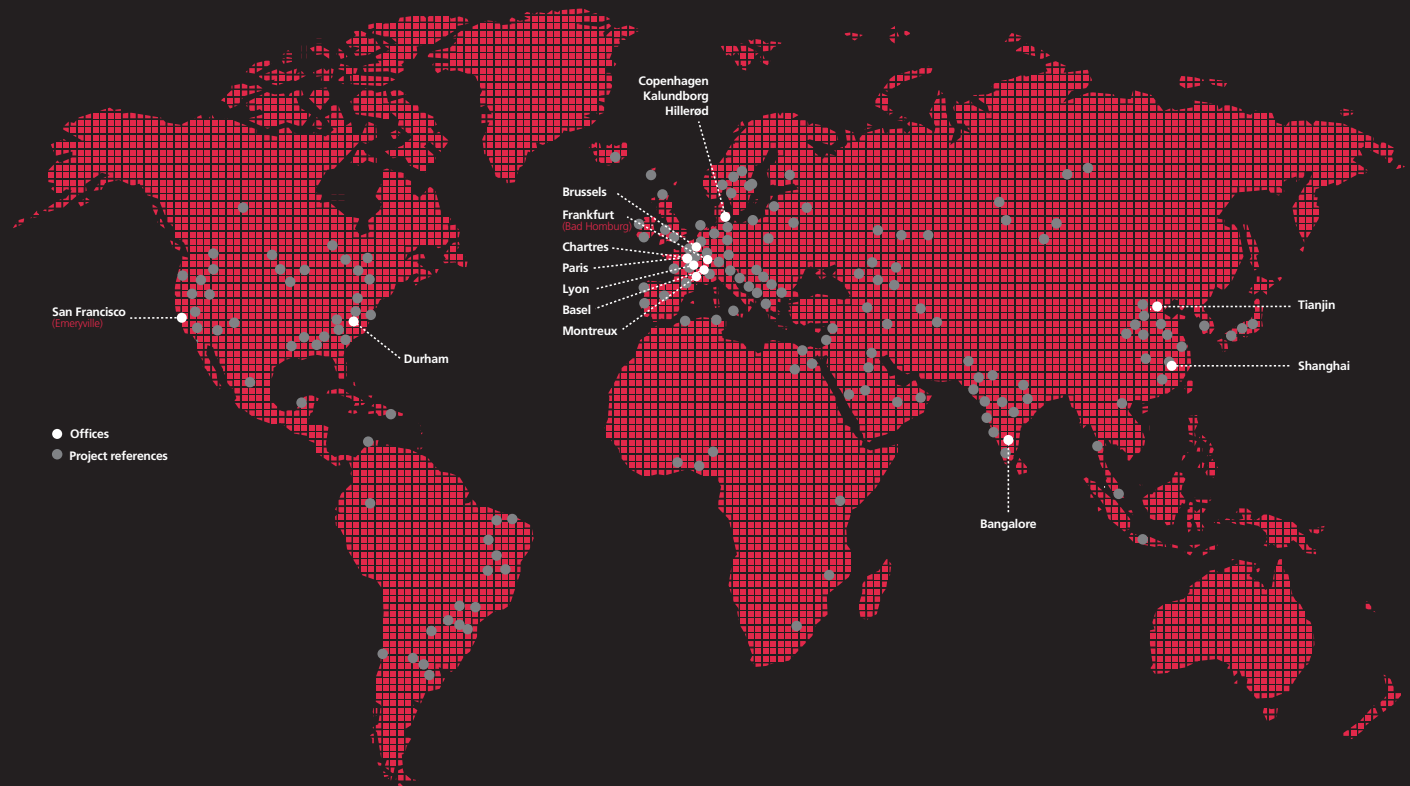 Copenhagen
Kalundborg
Hillerød
Brussels
Frankfurt
(Bad Homburg)
Chartres
Paris
Lyon
Basel
Montreux
San Francisco
(Emeryville)
Durham
Tianjin
Shanghai
Bangalore
Offices
Project references